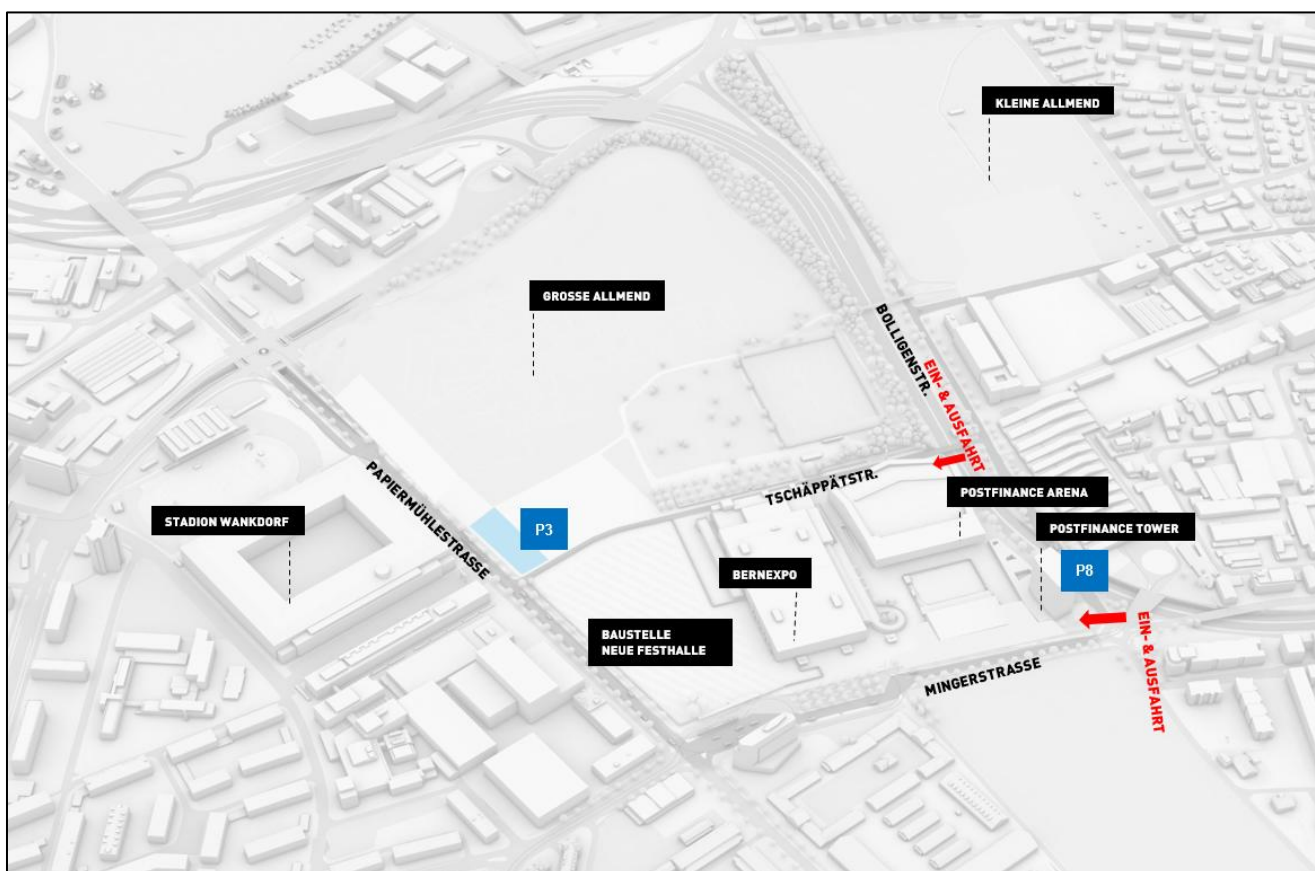 KLEINE ALLMEND
GROSSE ALLMEND
BOLLIGENSTR.
EIN- & AUSFAHRT
PAPIERMÜHLESTRASSE
TSCHÄPPÄTSTR.
POSTFINANCE ARENA
STADION WANKDORF
P3
POSTFINANCE TOWER
P8
BERNEXPO
BAUSTELLE
NEUE FESTHALLE
MINGERSTRASSE
EIN- & AUSFAHRT